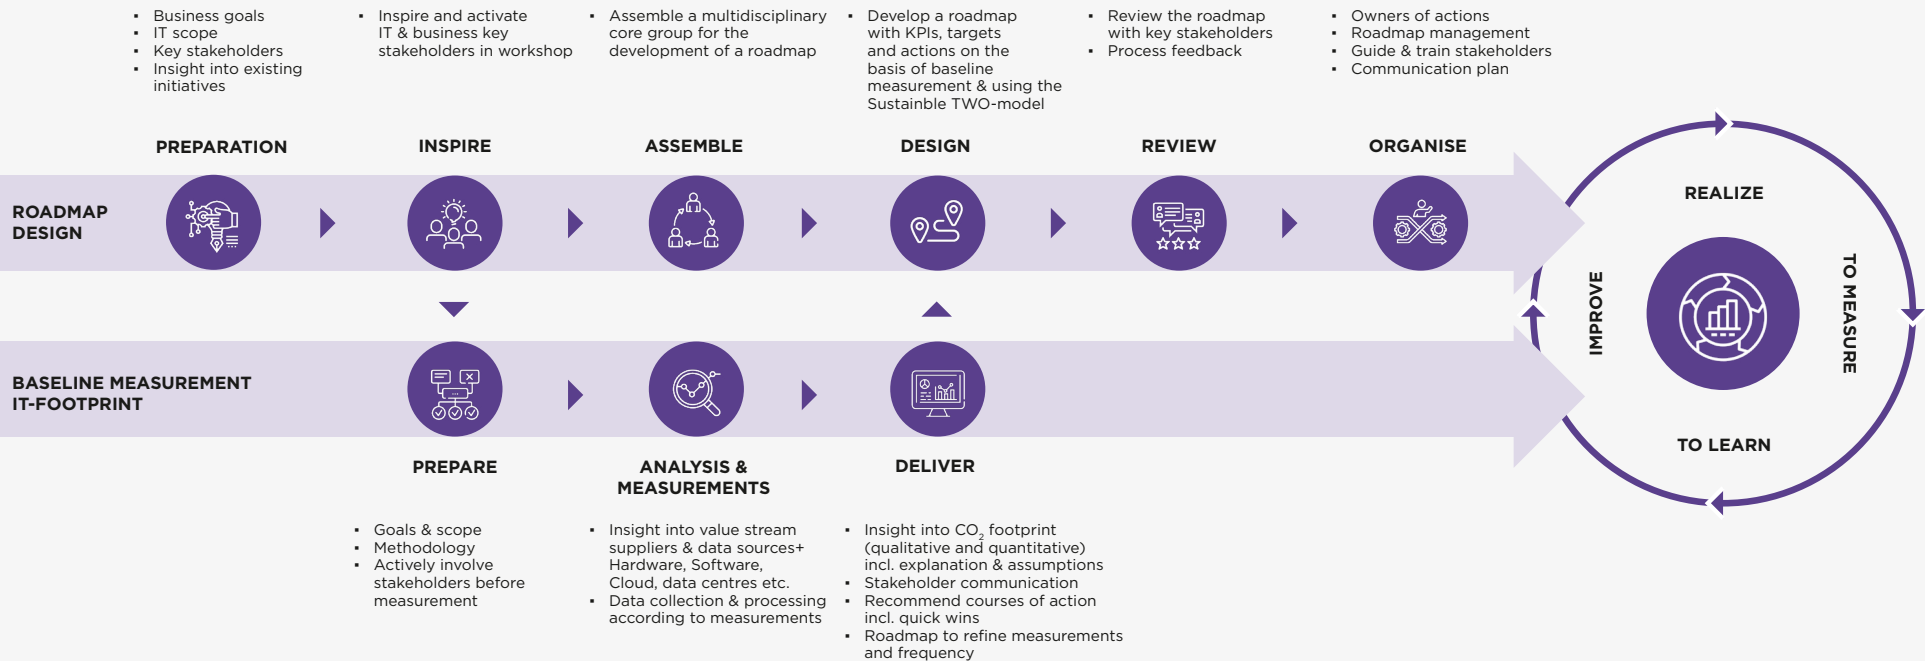 ▪ Business goals
▪ IT scope
▪ Key stakeholders
▪ Insight into existing
initiatives
▪ Inspire and activate
IT & business key
stakeholders in workshop
▪ Assemble a multidisciplinary
core group for the
development of a roadmap
▪ Develop a roadmap
with KPIs, targets
and actions on the
basis of baseline
measurement & using the
Sustainble TWO-model
▪ Review the roadmap
with key stakeholders
▪ Process feedback
▪ Owners of actions
▪ Roadmap management
▪ Guide & train stakeholders
▪ Communication plan
PREPARATION
INSPIRE
ASSEMBLE
DESIGN
REVIEW
ORGANISE
ROADMAP
DESIGN
REALIZE
TO MEASURE
TO LEARN
IMPROVE
BASELINE MEASUREMENT
IT-FOOTPRINT
PREPARE
ANALYSIS &
MEASUREMENTS
DELIVER
▪ Goals & scope
▪ Methodology
▪ Actively involve
stakeholders before
measurement
▪ Insight into value stream
suppliers & data sources+
Hardware, Software,
Cloud, data centres etc.
▪ Data collection & processing
according to measurements
▪ Insight into CO₂ footprint
(qualitative and quantitative)
incl. explanation & assumptions
▪ Stakeholder communication
▪ Recommend courses of action
incl. quick wins
▪ Roadmap to refine measurements
and frequency